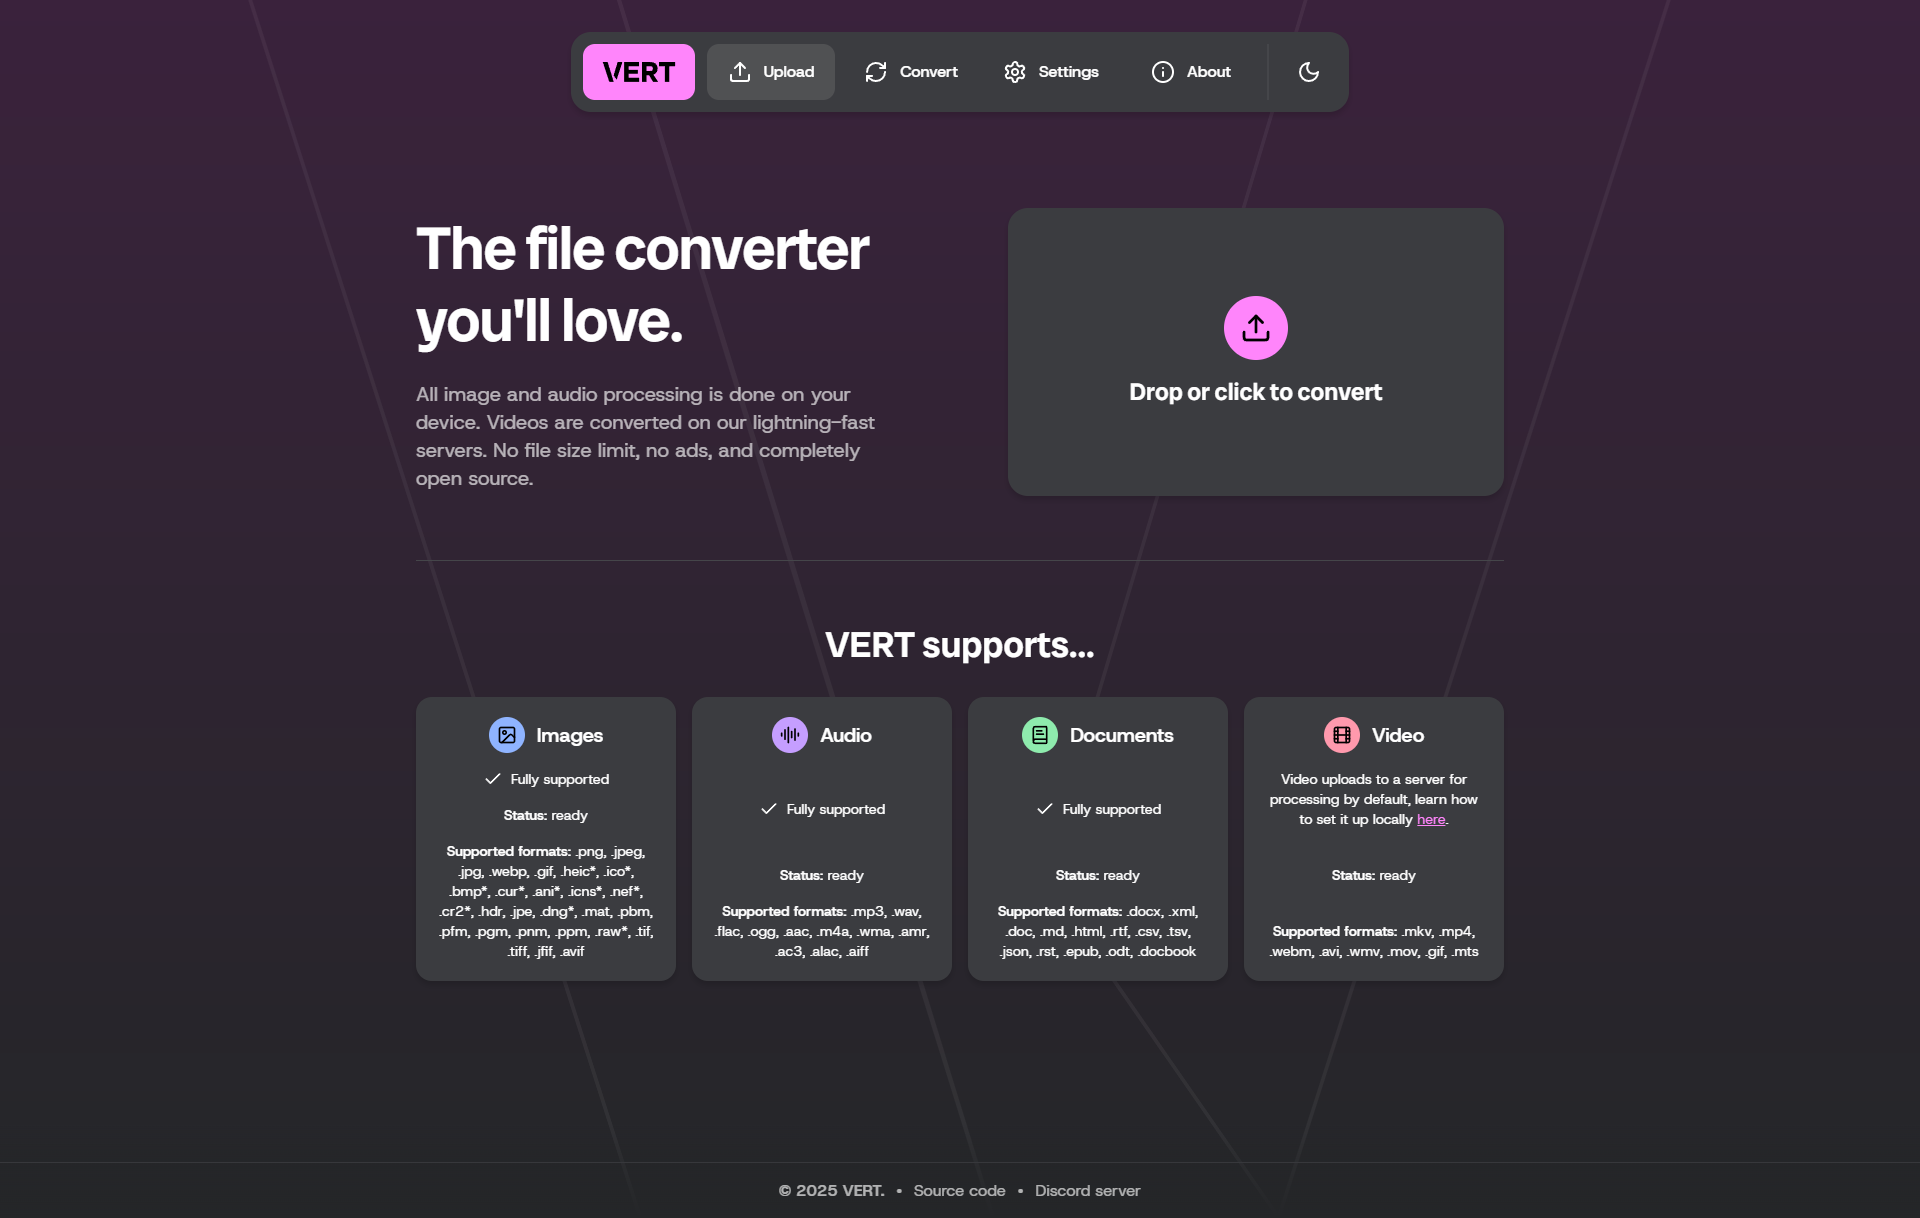 VERT
Upload
Convert
Settings
About
The file converter
you'll love.
All image and audio processing is done on your
device. Videos are converted on our lightning-fast
servers. No file size limit, no ads, and completely
open source.
Drop or click to convert
VERT supports...
Images
Fully supported
Status: ready
Supported formats: .png, .jpeg,
.jpg, .webp, .gif, .heic*, .ico*,
.bmp*, .cur*, .ani*, .icns*, .nef*,
.cr2*, .hdr, .jpe, .dng*, .mat, .pbm,
.pfm, .pgm, .pnm, .ppm, .raw*, .tif,
.tiff, .jfif, .avif
Audio
Fully supported
Status: ready
Supported formats: .mp3, .wav,
.flac, .ogg, .aac, .m4a, .wma, .amr,
.ac3, .alac, .aiff
Documents
Fully supported
Status: ready
Supported formats: .docx, .xml,
.doc, .md, .html, .rtf, .csv, .tsv,
.json, .rst, .epub, .odt, .docbook
Video
Video uploads to a server for
processing by default, learn how
to set it up locally here.
Status: ready
Supported formats: .mkv, .mp4,
.webm, .avi, .wmv, .mov, .gif, .mts
© 2025 VERT. • Source code • Discord server